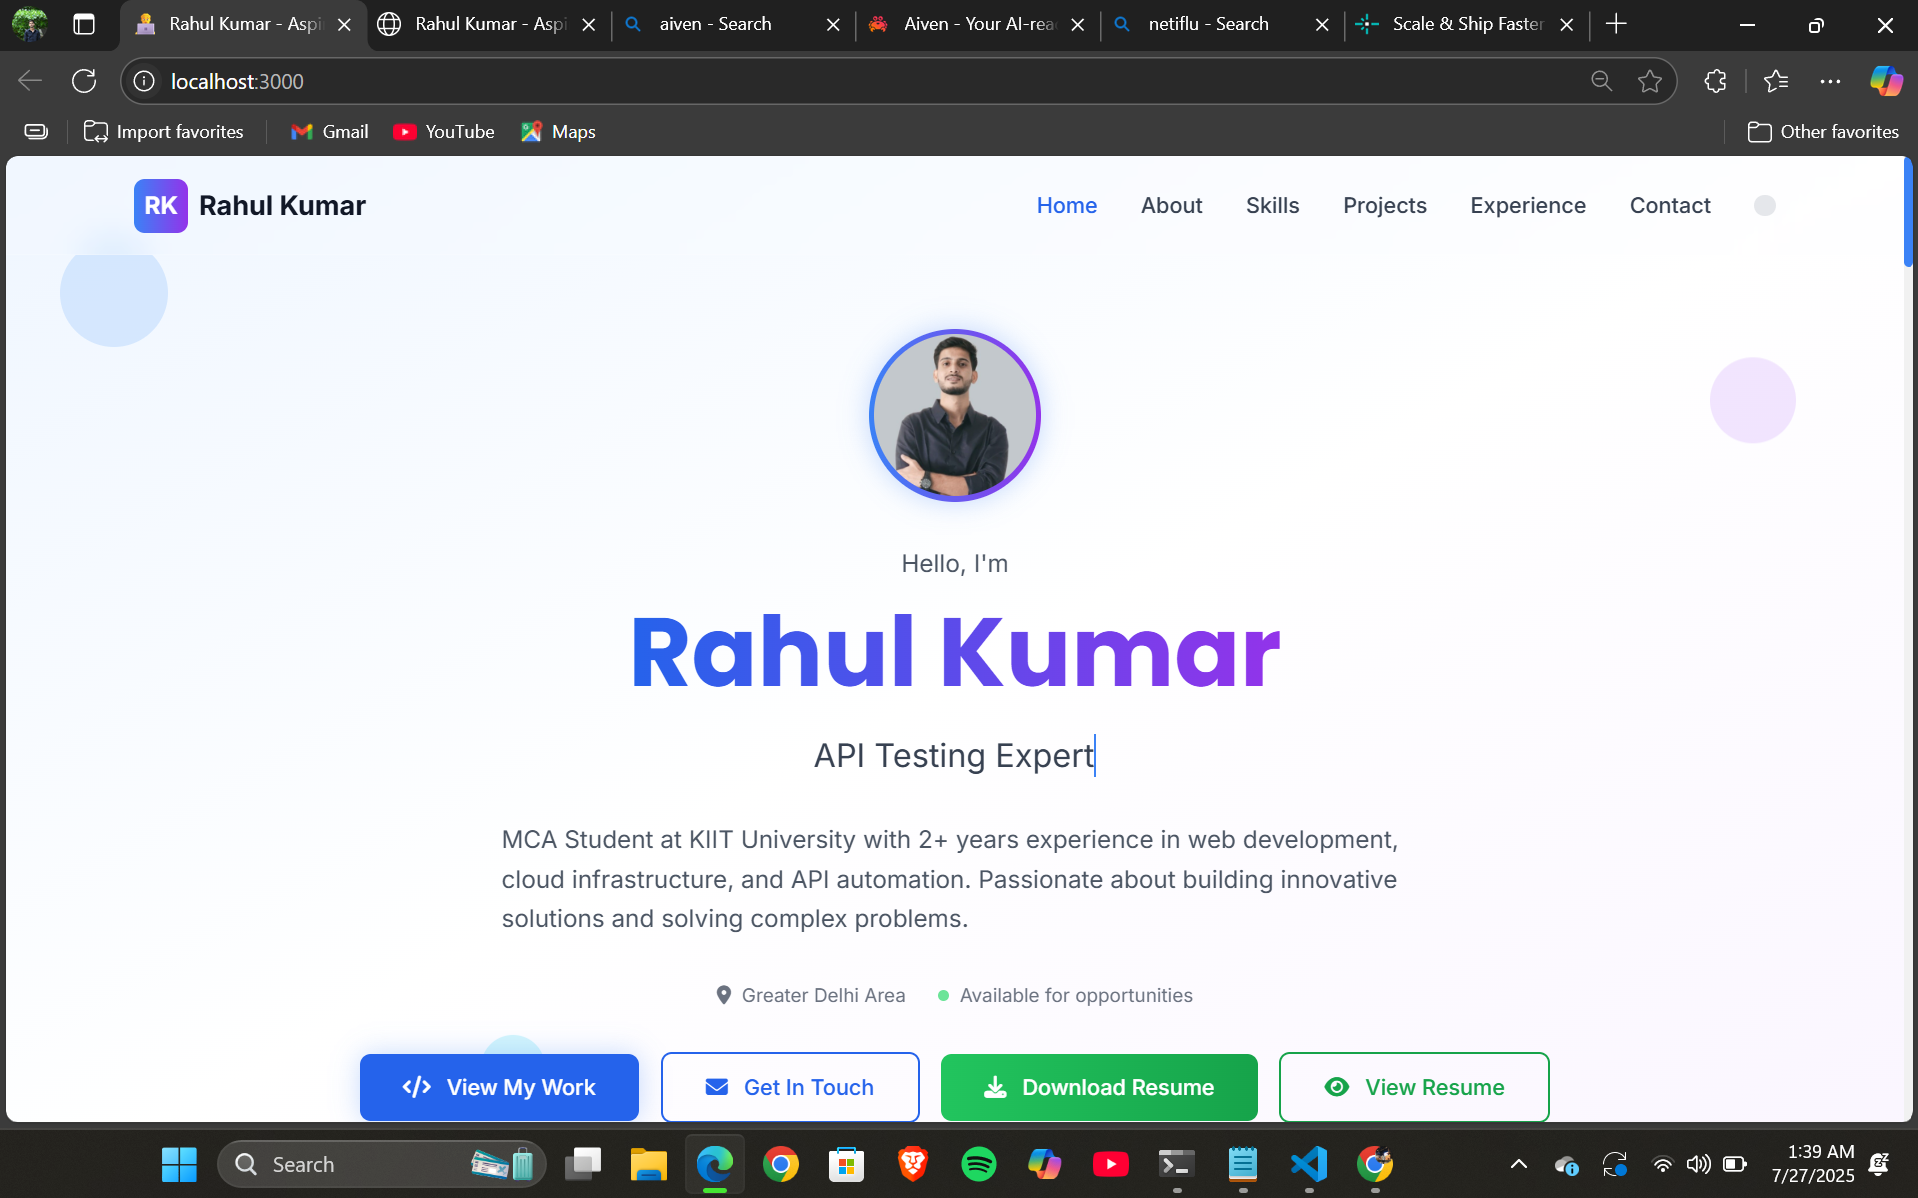 Rahul Kumar - Aspi
Rahul Kumar - Aspi
aiven - Search
Aiven - Your AI-rea
netiflu - Search
Scale & Ship Faster
localhost:3000
Import favorites
Gmail
YouTube
Maps
Other favorites
RK
Rahul Kumar
Home
About
Skills
Projects
Experience
Contact
Hello, I'm
Rahul Kumar
API Testing Expert
MCA Student at KIIT University with 2+ years experience in web development,
cloud infrastructure, and API automation. Passionate about building innovative
solutions and solving complex problems.
Greater Delhi Area
Available for opportunities
View My Work
Get In Touch
Download Resume
View Resume
Search
1:39 AM
7/27/2025